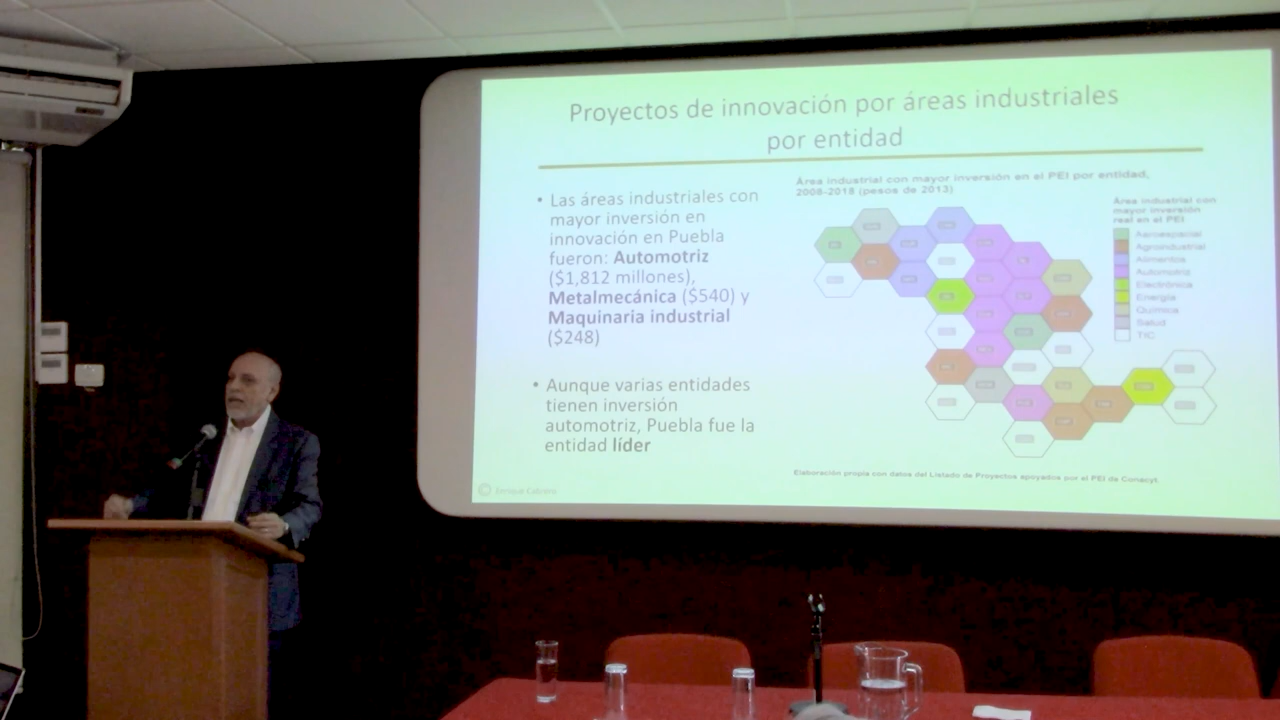 Proyectos de innovación por áreas industriales
por entidad
• Las áreas industriales con
mayor inversión en
innovación en Puebla
fueron: Automotriz
($1,812 millones),
Metalmecánica ($540) y
Maquinaria industrial
($248)
• Aunque varias entidades
tienen inversión
automotriz, Puebla fue la
entidad líder
Área industrial con mayor inversión en el PEI por entidad,
2008-2018 (pesos de 2013)
Área industrial con
mayor inversión
real en el PEI
Aeroespacial
Agroindustrial
Alimentos
Automotriz
Electrónica
Energía
Química
Salud
TIC
Elaboración propia con datos del Listado de Proyectos apoyados por el PEI de Conacyt.
© Enrique Cabrero